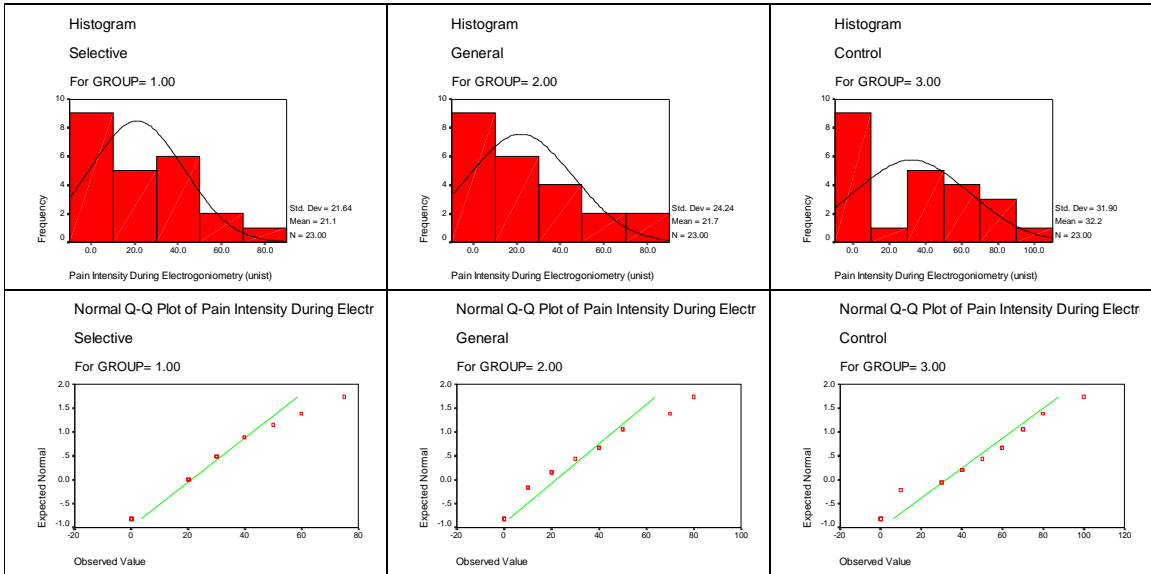 Histogram
Selective
For GROUP= 1.00
10
8
6
4
2
0
Frequency
0.0 20.0 40.0 60.0 80.0
Std. Dev = 21.64
Mean = 21.1
N = 23.00
Pain Intensity During Electrogoniometry (unist)
Histogram
General
For GROUP= 2.00
10
8
6
4
2
0
Frequency
0.0 20.0 40.0 60.0 80.0
Std. Dev = 24.24
Mean = 21.7
N = 23.00
Pain Intensity During Electrogoniometry (unist)
Histogram
Control
For GROUP= 3.00
10
8
6
4
2
0
Frequency
0.0 20.0 40.0 60.0 80.0 100.0
Std. Dev = 31.90
Mean = 32.2
N = 23.00
Pain Intensity During Electrogoniometry (unist)
Normal Q-Q Plot of Pain Intensity During Electr
Selective
For GROUP= 1.00
2.0
1.5
1.0
.5
0.0
-.5
-1.0
Expected Normal
-20 0 20 40 60 80
Observed Value
Normal Q-Q Plot of Pain Intensity During Electr
General
For GROUP= 2.00
2.0
1.5
1.0
.5
0.0
-.5
-1.0
Expected Normal
-20 0 20 40 60 80 100
Observed Value
Normal Q-Q Plot of Pain Intensity During Electr
Control
For GROUP= 3.00
2.0
1.5
1.0
.5
0.0
-.5
-1.0
Expected Normal
-20 0 20 40 60 80 100 120
Observed Value